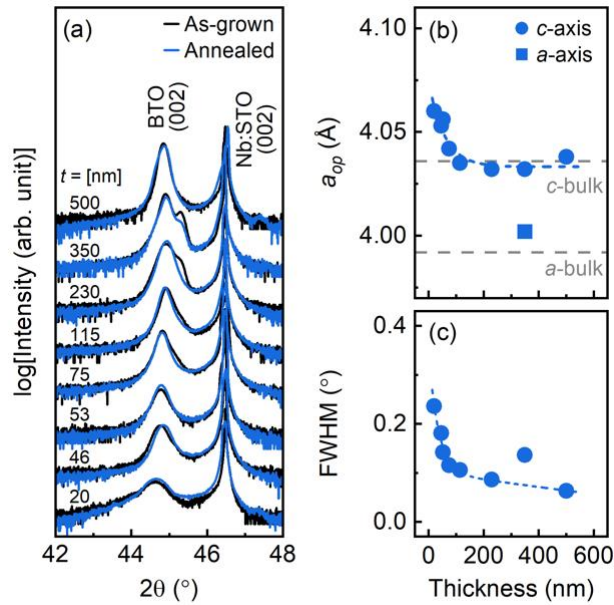 (a)
As-grown
Annealed
BTO
(002)
Nb:STO
(002)
t = [nm]
500
350
230
115
75
53
46
20
log[Intensity (arb. unit)]
42 44 46 48
2θ (°)
(b)
c-axis
a-axis
4.10
4.05
4.00
a_op (Å)
c-bulk
a-bulk
(c)
0.4
0.2
0.0
FWHM (°)
0 200 400 600
Thickness (nm)